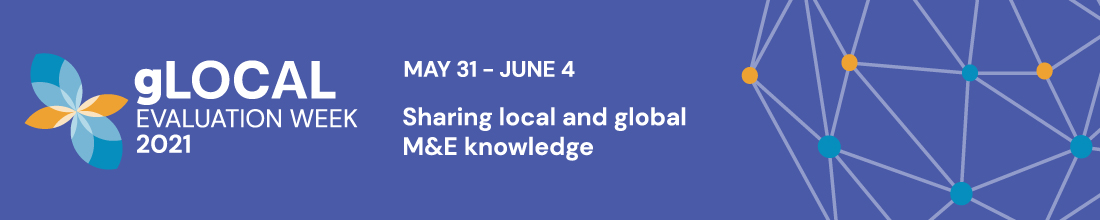 gLOCAL
EVALUATION WEEK
2021
MAY 31 – JUNE 4
Sharing local and global
M&E knowledge